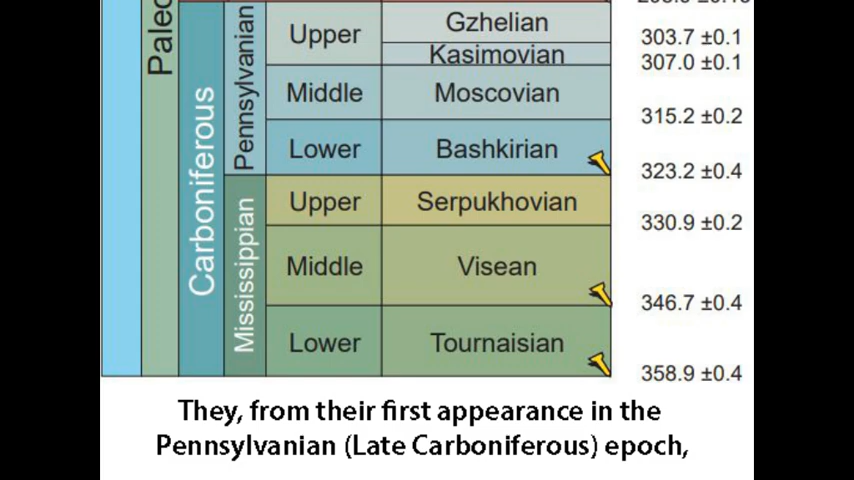 Paleo
Carboniferous
Pennsylvanian
Mississippian
Upper
Gzhelian
303.7 ±0.1
Kasimovian
307.0 ±0.1
Middle
Moscovian
315.2 ±0.2
Lower
Bashkirian
323.2 ±0.4
Upper
Serpukhovian
330.9 ±0.2
Middle
Visean
346.7 ±0.4
Lower
Tournaisian
358.9 ±0.4
They, from their first appearance in the
Pennsylvanian (Late Carboniferous) epoch,